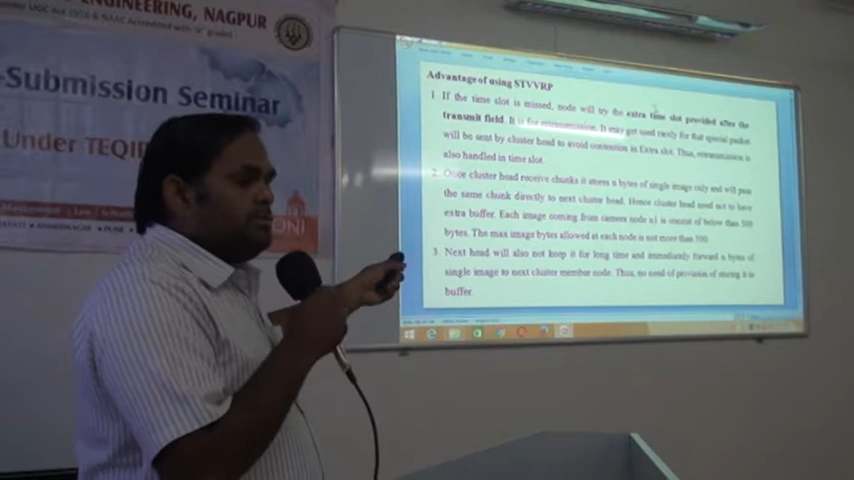 ENGINEERING, NAGPUR
-Submission Seminar
Under TEQIP
Advantage of using STVVRP
1. If the time slot is missed, node will try the extra time slot provided after the
transmit field. It is for retransmission. It may get used rarely for that special packet
will be sent by cluster head to avoid contention in Extra slot. Thus, retransmission is
also handled in time slot.
2. Once cluster head receive chunks it stores n bytes of single image only and will pass
the same chunk directly to next cluster head. Hence cluster head need not to have
extra buffer. Each image coming from camera node n1 is consist of below than 500
bytes. The max image bytes allowed at each node is not more than 500
3. Next head will also not keep it for long time and immediately forward n bytes of
single image to next cluster member node. Thus, no need of provision of storing it in
buffer.